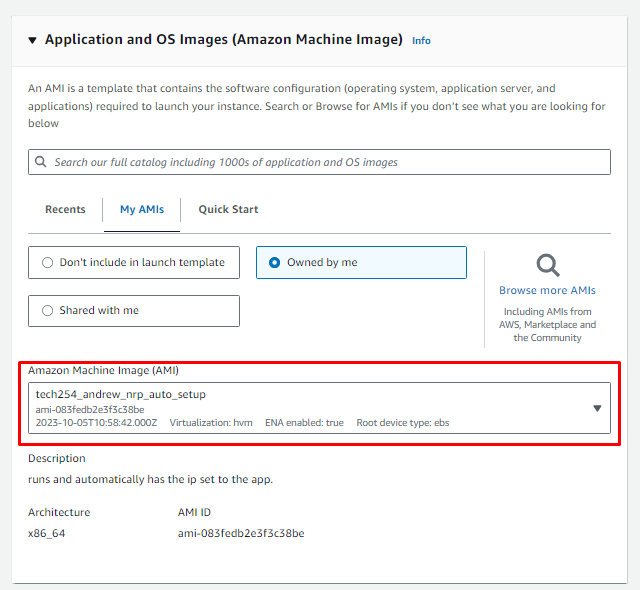 Application and OS Images (Amazon Machine Image) Info
An AMI is a template that contains the software configuration (operating system, application server, and
applications) required to launch your instance. Search or Browse for AMIs if you don't see what you are looking for
below
Search our full catalog including 1000s of application and OS images
Recents My AMIs Quick Start
Don't include in launch template
Owned by me
Shared with me
Browse more AMIs
Including AMIs from
AWS, Marketplace and
the Community
Amazon Machine Image (AMI)
tech254_andrew_nrp_auto_setup
ami-083fedb2e3f3c38be
2023-10-05T10:58:42.000Z Virtualization: hvm ENA enabled: true Root device type: ebs
Description
runs and automatically has the ip set to the app.
Architecture AMI ID
x86_64 ami-083fedb2e3f3c38be